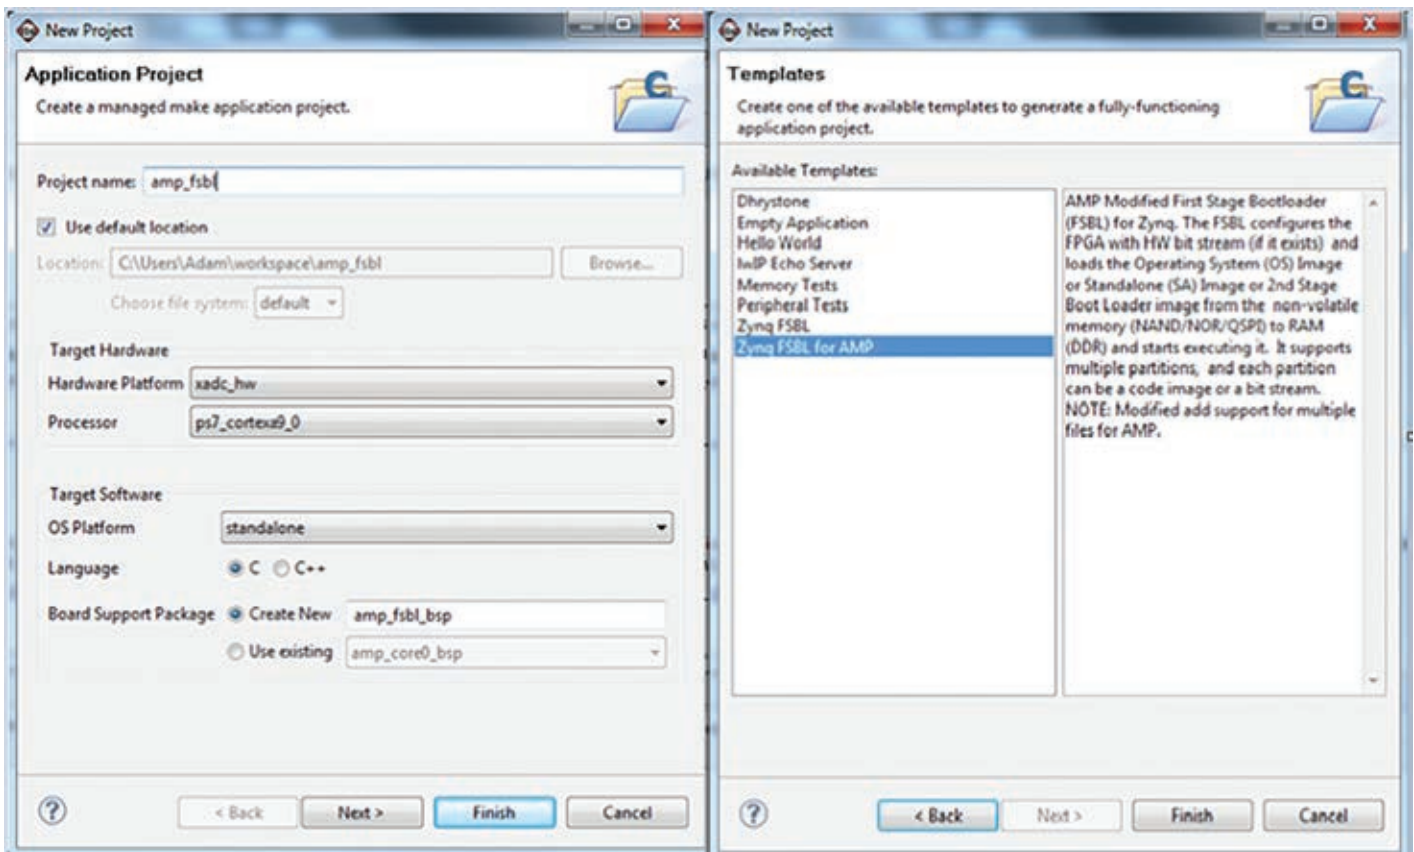 New Project
Application Project
Create a managed make application project.
Project name: amp_fsbl
Use default location
Location: C:\Users\Adam\workspace\amp_fsbl Browse...
Choose file system: default
Target Hardware
Hardware Platform xadc_hw
Processor ps7_cortexa9_0
Target Software
OS Platform standalone
Language C C++
Board Support Package Create New amp_fsbl_bsp
Use existing amp_core0_bsp
? < Back Next > Finish Cancel
New Project
Templates
Create one of the available templates to generate a fully-functioning
application project.
Available Templates:
Dhrystone
Empty Application
Hello World
lwIP Echo Server
Memory Tests
Peripheral Tests
Zynq FSBL
Zynq FSBL for AMP
AMP Modified First Stage Bootloader
(FSBL) for Zynq. The FSBL configures the
FPGA with HW bit stream (if it exists) and
loads the Operating System (OS) Image
or Standalone (SA) Image or 2nd Stage
Boot Loader image from the non-volatile
memory (NAND/NOR/QSPI) to RAM
(DDR) and starts executing it. It supports
multiple partitions, and each partition
can be a code image or a bit stream.
NOTE: Modified add support for multiple
files for AMP.
? < Back Next > Finish Cancel